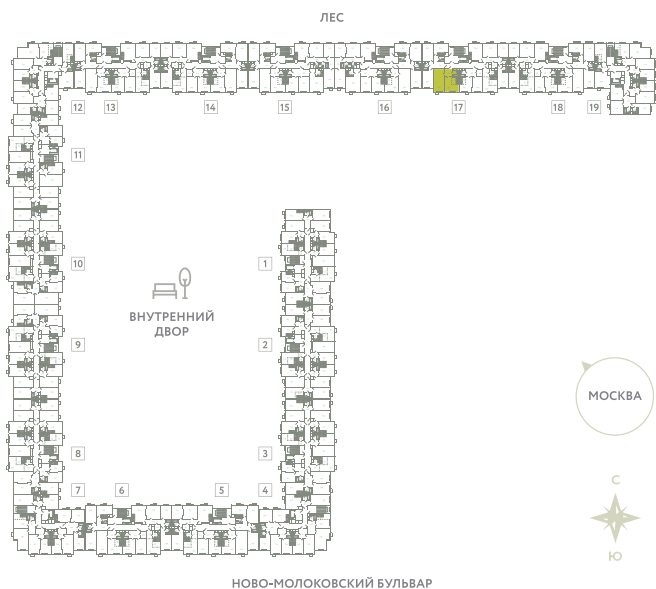 ЛЕС
12 13 14 15 16 17 18 19
11
10 1
ВНУТРЕННИЙ
ДВОР
9 2
МОСКВА
8 3
7 6 5 4
С
Ю
НОВО-МОЛОКОВСКИЙ БУЛЬВАР